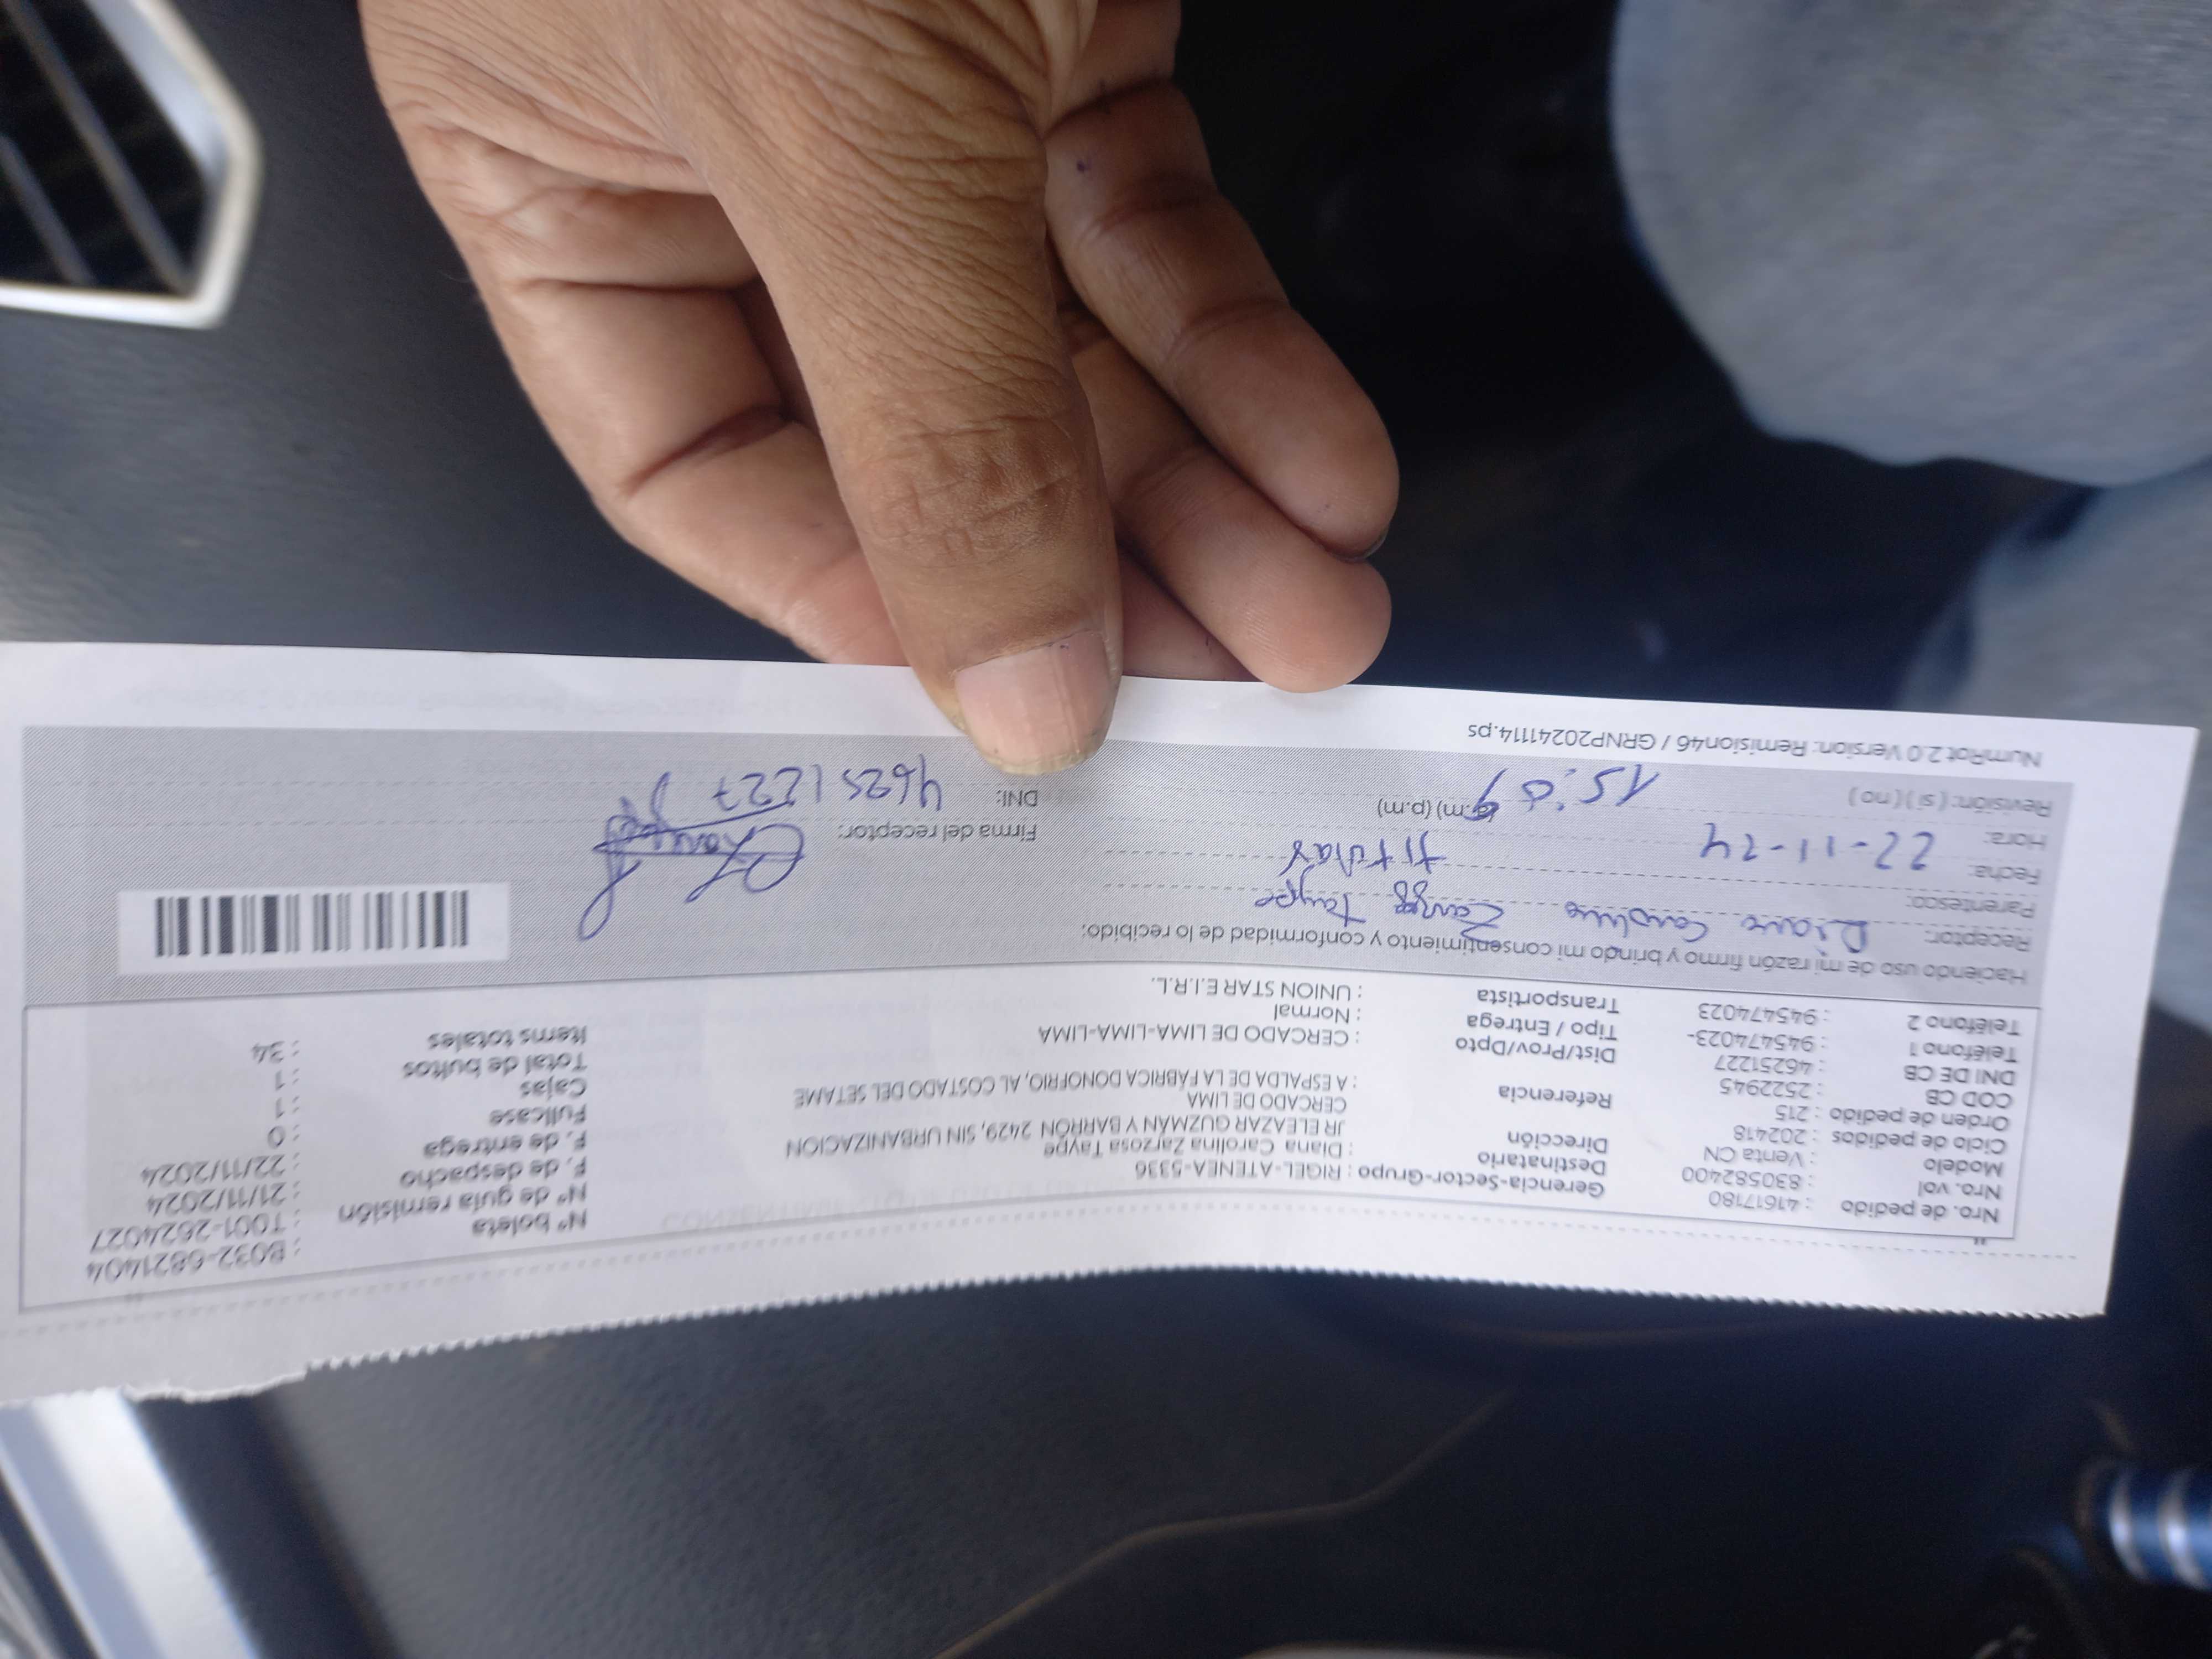 Nro. de pedido : 41617180
Nro. vol : 830582400
Modelo : Venta CN
Ciclo de pedidos : 202418
Orden de pedido : 215
COD CB : 2522945
DNI DE CB : 46251227
Teléfono 1 : 945474023-
Teléfono 2 : 945474023
Gerencia-Sector-Grupo : RIGEL-ATENEA-5336
Destinatario : Diana Carolina Zarzosa Taype
Dirección JR ELEAZAR GUZMÁN Y BARRÓN 2429, SIN URBANIZACION
CERCADO DE LIMA
Referencia : A ESPALDA DE LA FÁBRICA DONOFRIO, AL COSTADO DEL SETAME
Dist/Prov/Dpto : CERCADO DE LIMA-LIMA-LIMA
Tipo / Entrega : Normal
Transportista : UNION STAR E.I.R.L.
Nº boleta : B032-6821404
Nº de guía remisión : T001-2624027
F. de despacho : 21/11/2024
F. de entrega : 22/11/2024
Fullcase : 0
Cajas : 1
Total de bultos : 1
Items totales : 34
Haciendo uso de mi razón firmo y brindo mi consentimiento y conformidad de lo recibido:
Receptor: Diana Carolina Taype
Parentesco: titular
Fecha: 22-11-24
Hora: 15:09 (a.m) (p.m)
Revisión: ( si ) ( no )
Firma del receptor:
DNI: 46251227
NumRot 2.0 Version: Remision46 / GRNP20241114.ps